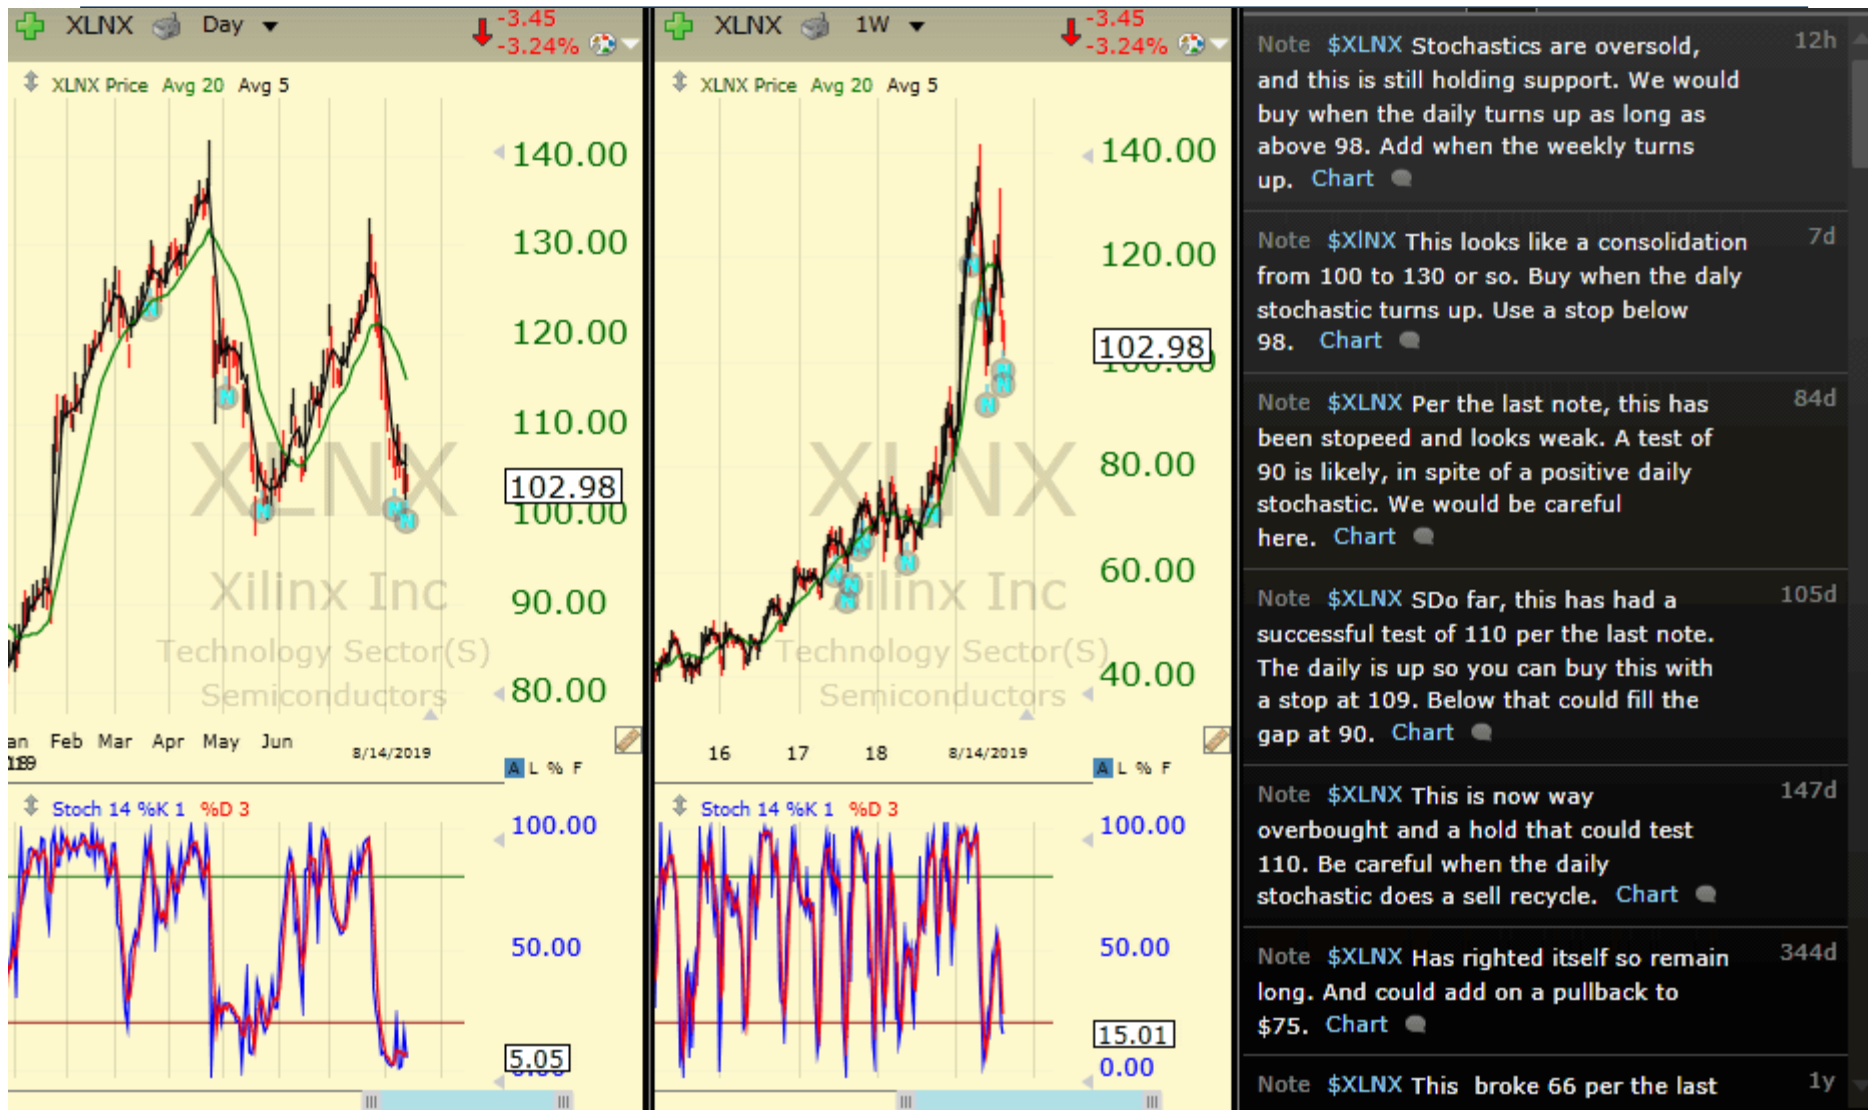 XLNX Day
-3.45
-3.24%
XLNX Price Avg 20 Avg 5
140.00
130.00
120.00
110.00
102.98
100.00
90.00
80.00
XLNX
Xilinx Inc
Technology Sector(S)
Semiconductors
an Feb Mar Apr May Jun 8/14/2019
A L % F
Stoch 14 %K 1 %D 3
100.00
50.00
5.05
XLNX 1W
-3.45
-3.24%
XLNX Price Avg 20 Avg 5
140.00
120.00
102.98
100.00
80.00
60.00
40.00
XLNX
Xilinx Inc
Technology Sector(S)
Semiconductors
16 17 18 8/14/2019
A L % F
Stoch 14 %K 1 %D 3
100.00
50.00
15.01
0.00
Note $XLNX Stochastics are oversold, 12h
and this is still holding support. We would
buy when the daily turns up as long as
above 98. Add when the weekly turns
up. Chart
Note $XlNX This looks like a consolidation 7d
from 100 to 130 or so. Buy when the daly
stochastic turns up. Use a stop below
98. Chart
Note $XLNX Per the last note, this has 84d
been stopeed and looks weak. A test of
90 is likely, in spite of a positive daily
stochastic. We would be careful
here. Chart
Note $XLNX SDo far, this has had a 105d
successful test of 110 per the last note.
The daily is up so you can buy this with
a stop at 109. Below that could fill the
gap at 90. Chart
Note $XLNX This is now way 147d
overbought and a hold that could test
110. Be careful when the daily
stochastic does a sell recycle. Chart
Note $XLNX Has righted itself so remain 344d
long. And could add on a pullback to
$75. Chart
Note $XLNX This broke 66 per the last 1y